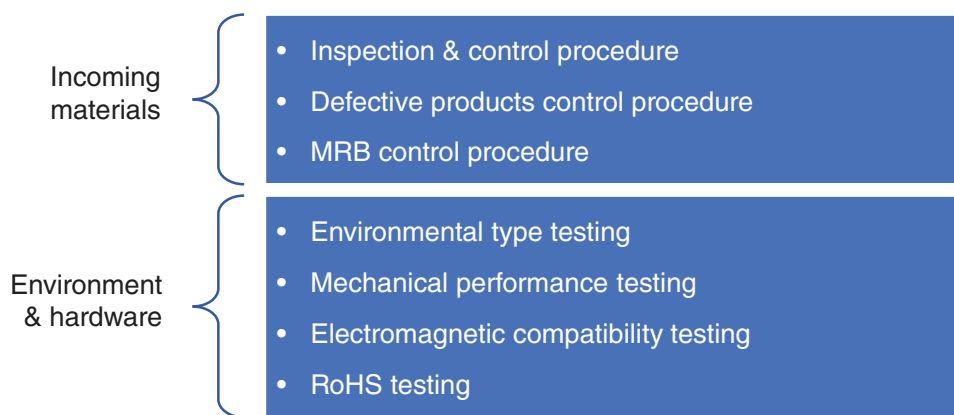 Incoming
materials
• Inspection & control procedure
• Defective products control procedure
• MRB control procedure
Environment
& hardware
• Environmental type testing
• Mechanical performance testing
• Electromagnetic compatibility testing
• RoHS testing